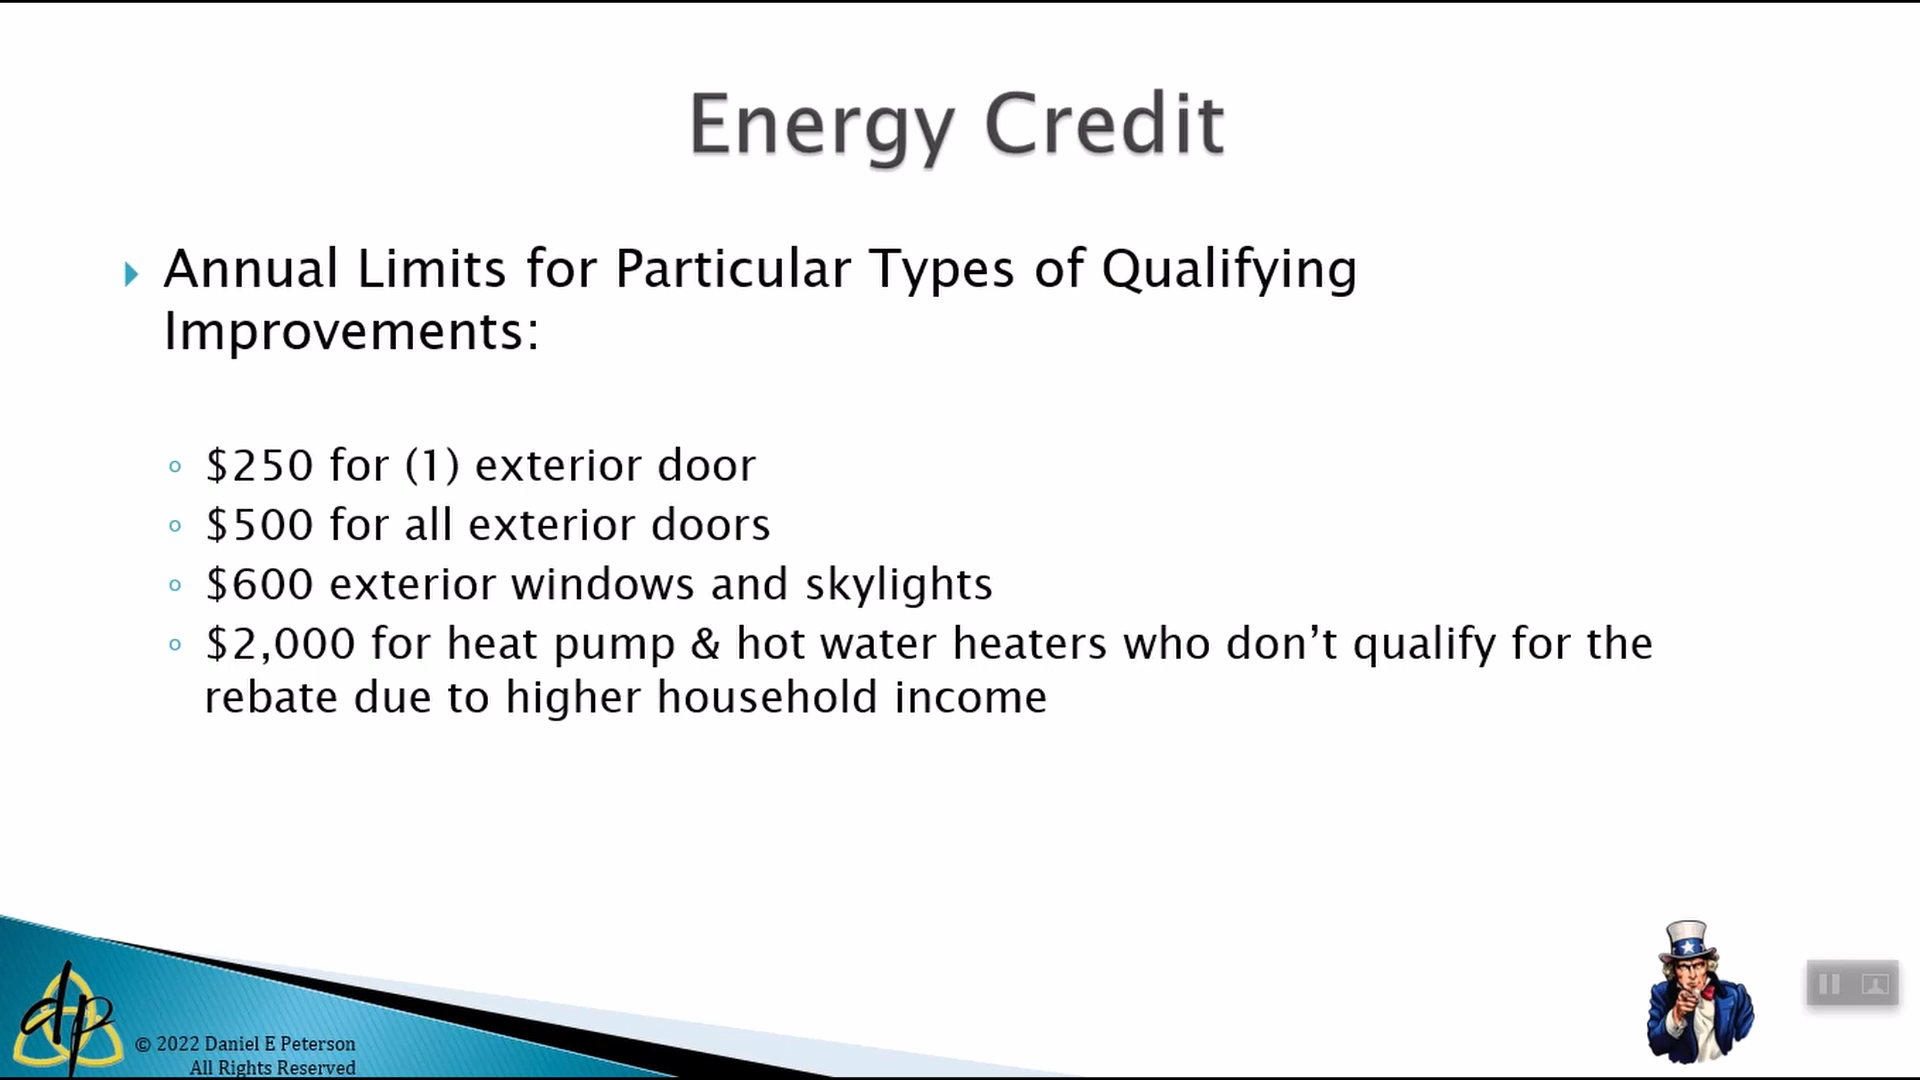 Energy Credit
Annual Limits for Particular Types of Qualifying
Improvements:
$250 for (1) exterior door
$500 for all exterior doors
$600 exterior windows and skylights
$2,000 for heat pump & hot water heaters who don’t qualify for the
rebate due to higher household income
dp
© 2022 Daniel E Peterson
All Rights Reserved